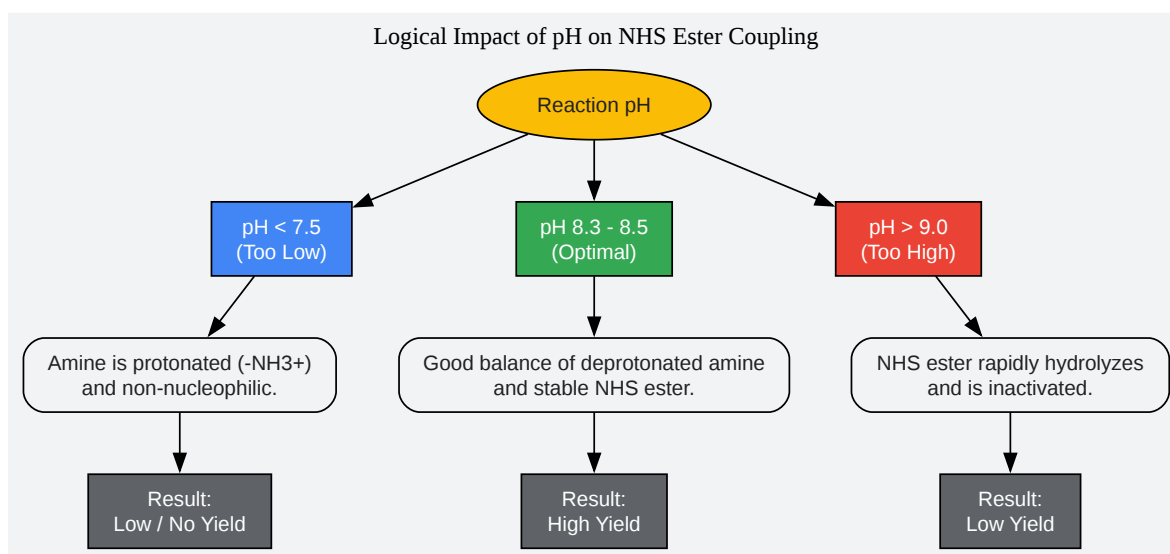 Logical Impact of pH on NHS Ester Coupling
Reaction pH
pH < 7.5
(Too Low)
pH 8.3 - 8.5
(Optimal)
pH > 9.0
(Too High)
Amine is protonated (-NH3+)
and non-nucleophilic.
Good balance of deprotonated amine
and stable NHS ester.
NHS ester rapidly hydrolyzes
and is inactivated.
Result:
Low / No Yield
Result:
High Yield
Result:
Low Yield